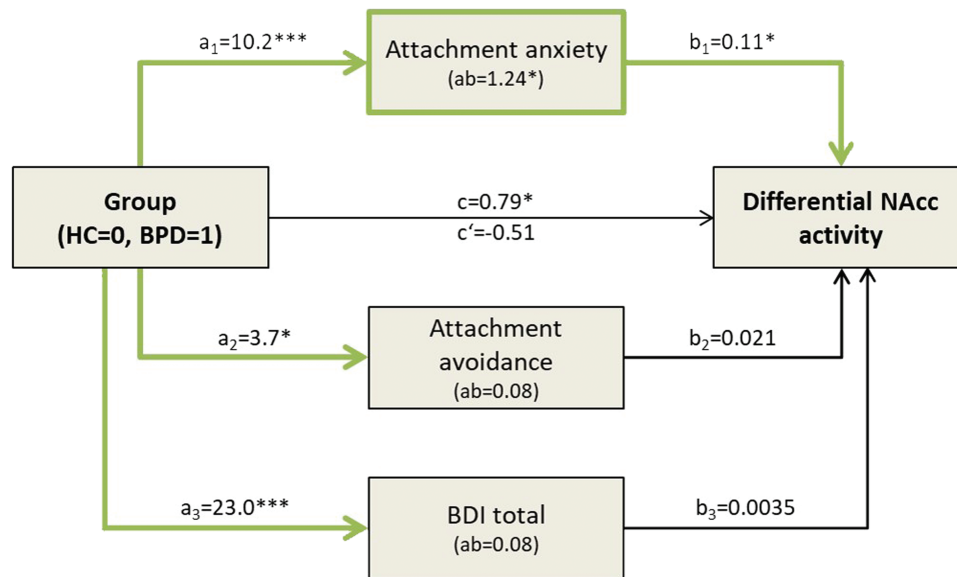 a₁=10.2***
Attachment anxiety
(ab=1.24*)
b₁=0.11*
Group
(HC=0, BPD=1)
c=0.79*
c‘=-0.51
Differential NAcc
activity
a₂=3.7*
Attachment
avoidance
(ab=0.08)
b₂=0.021
a₃=23.0***
BDI total
(ab=0.08)
b₃=0.0035